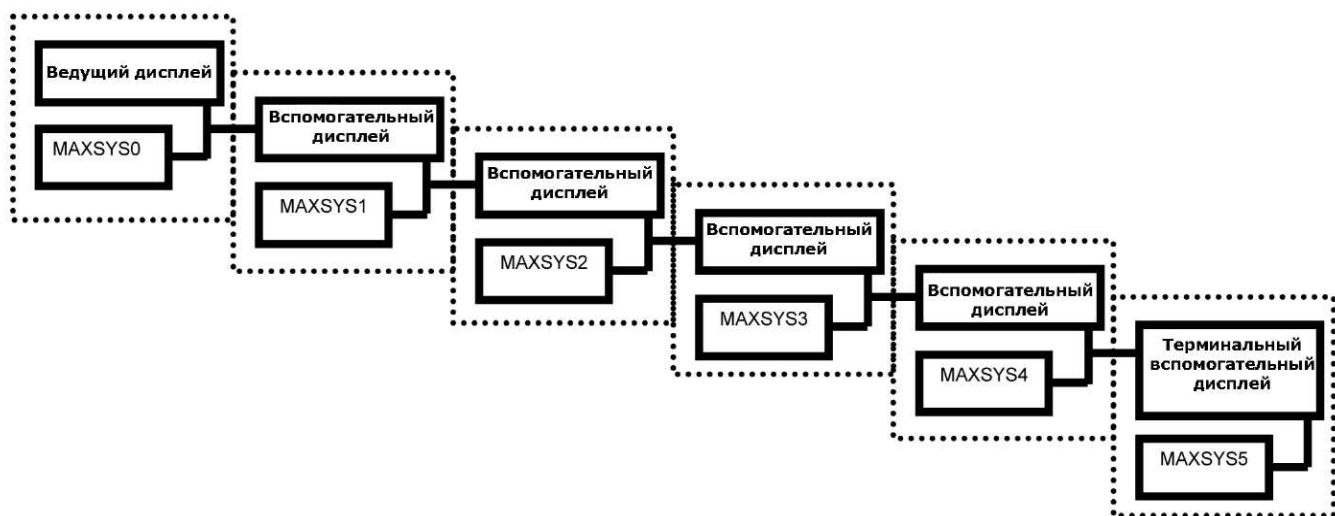 Ведущий дисплей
MAXSYS0
Вспомогательный
дисплей
MAXSYS1
Вспомогательный
дисплей
MAXSYS2
Вспомогательный
дисплей
MAXSYS3
Вспомогательный
дисплей
MAXSYS4
Терминальный
вспомогательный
дисплей
MAXSYS5